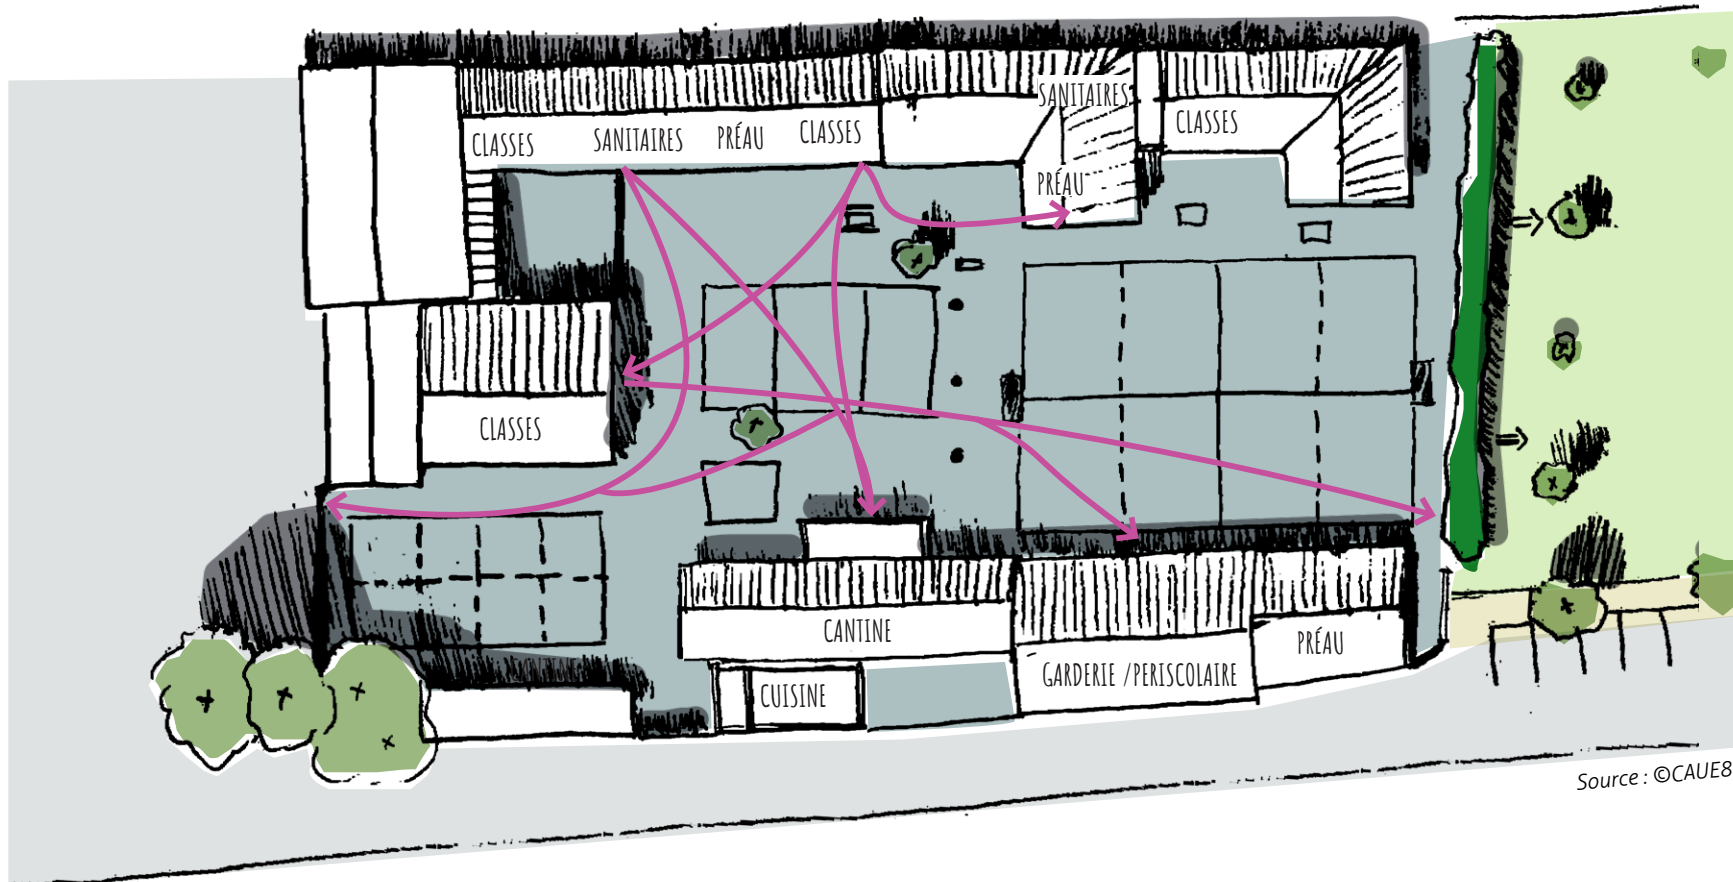 SANITAIRES
CLASSES
SANITAIRES
PRÉAU
CLASSES
CLASSES
PRÉAU
CLASSES
CANTINE
PRÉAU
GARDERIE /PERISCOLAIRE
CUISINE
Source : ©CAUE8